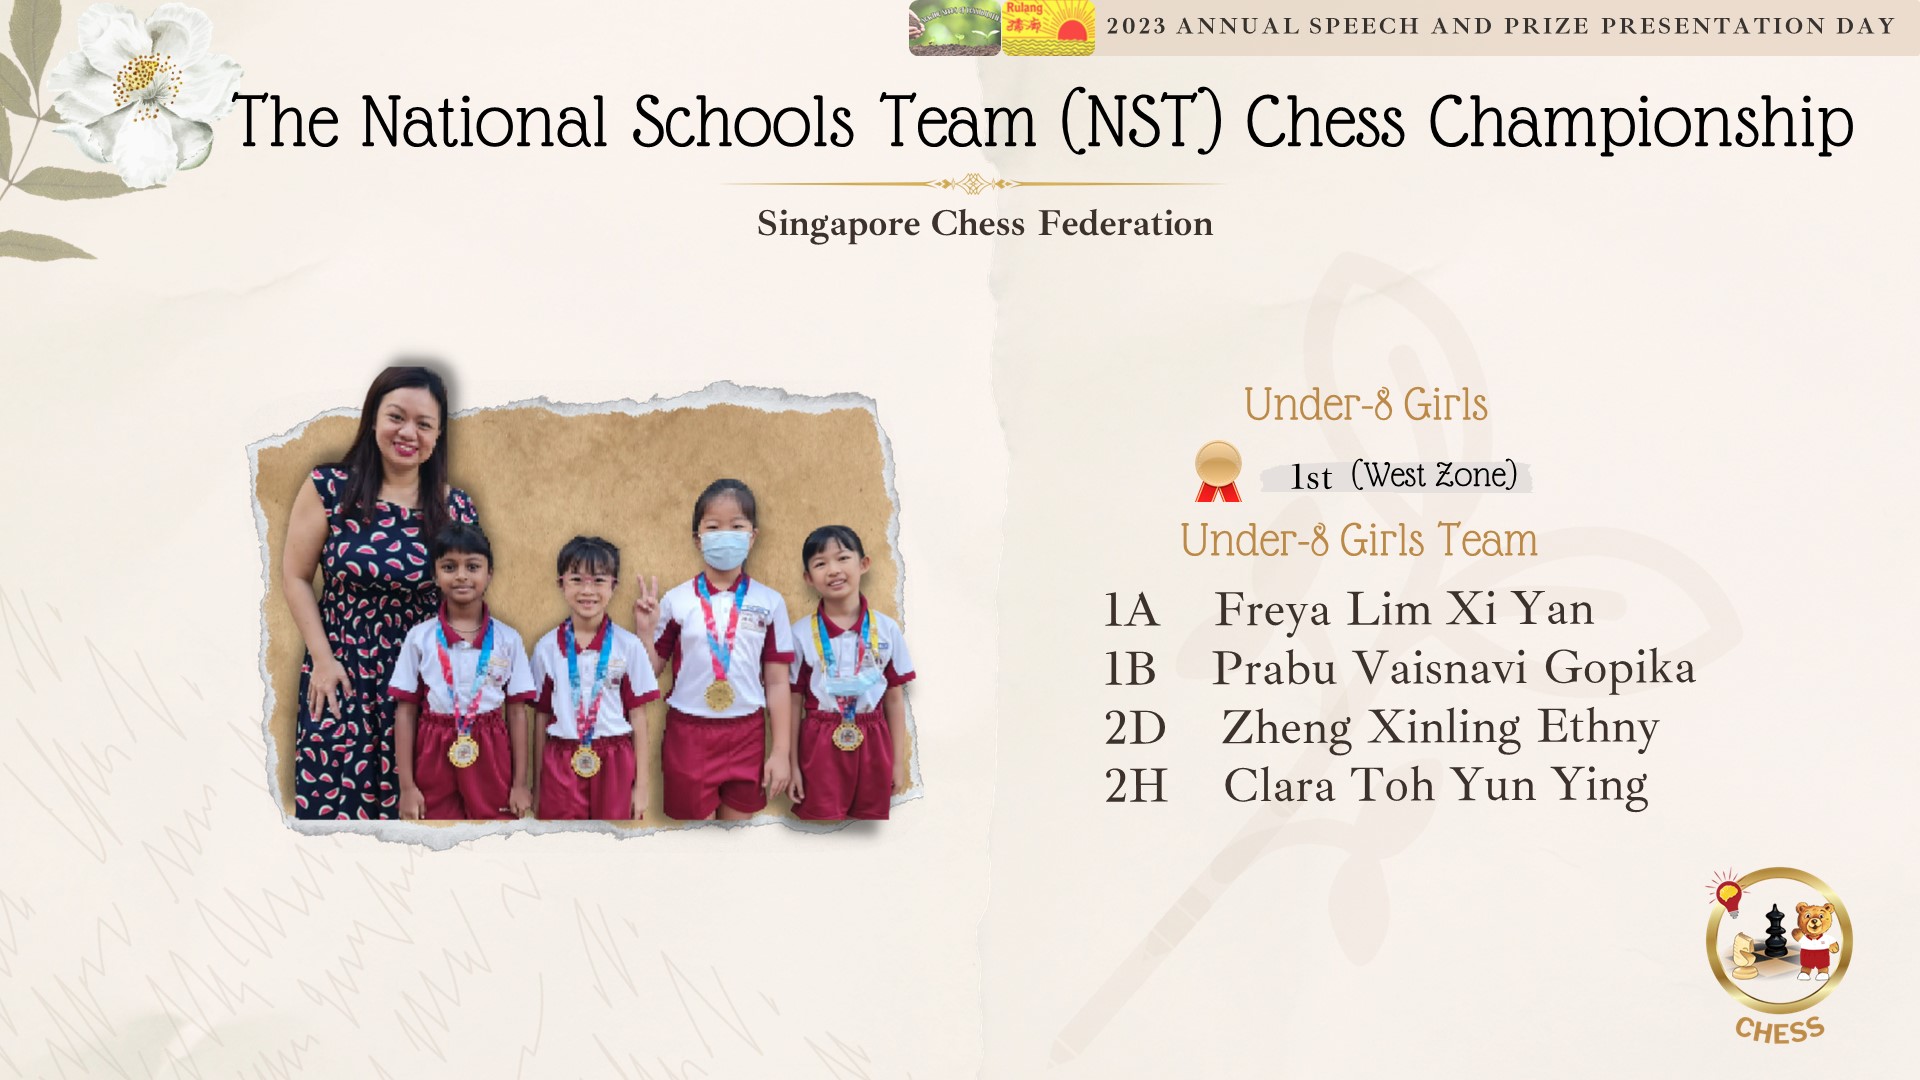 Rulang
2023 ANNUAL SPEECH AND PRIZE PRESENTATION DAY
The National Schools Team (NST) Chess Championship
Singapore Chess Federation
Under-8 Girls
1st (West Zone)
Under-8 Girls Team
1A Freya Lim Xi Yan
1B Prabu Vaisnavi Gopika
2D Zheng Xinling Ethny
2H Clara Toh Yun Ying
CHESS